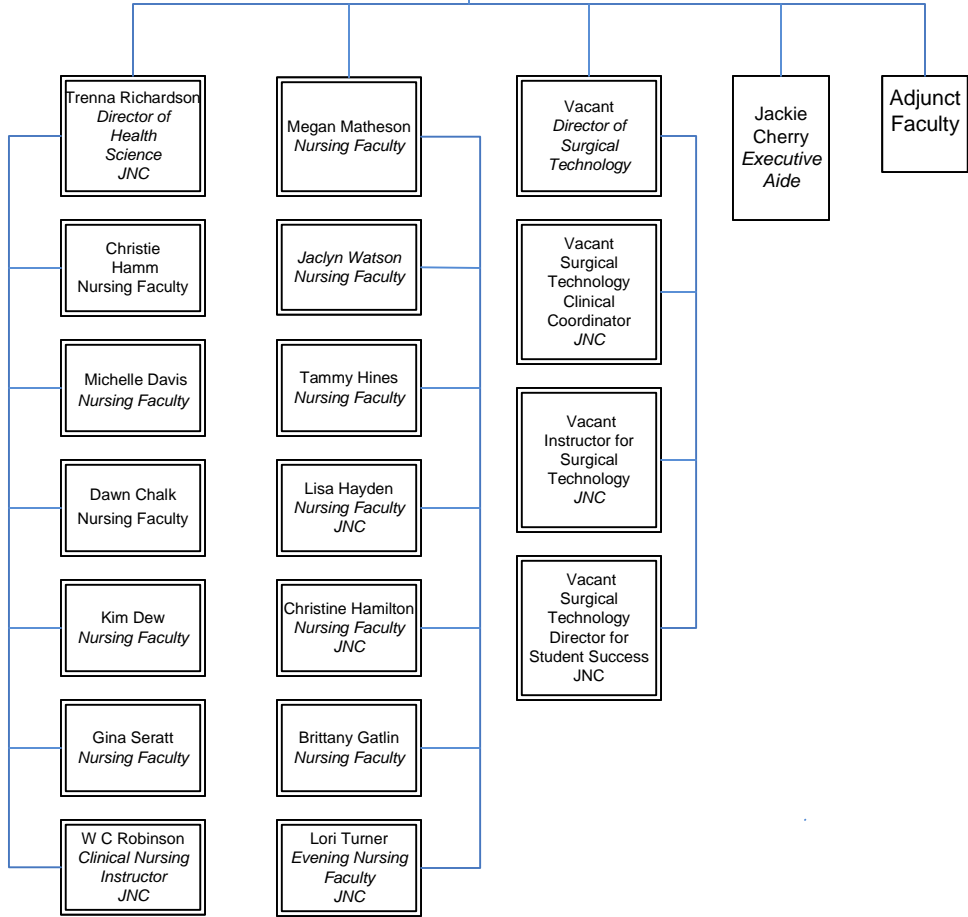 Trenna Richardson
Director of
Health
Science
JNC
Christie
Hamm
Nursing Faculty
Michelle Davis
Nursing Faculty
Dawn Chalk
Nursing Faculty
Kim Dew
Nursing Faculty
Gina Seratt
Nursing Faculty
W C Robinson
Clinical Nursing
Instructor
JNC
Megan Matheson
Nursing Faculty
Jaclyn Watson
Nursing Faculty
Tammy Hines
Nursing Faculty
Lisa Hayden
Nursing Faculty
JNC
Christine Hamilton
Nursing Faculty
JNC
Brittany Gatlin
Nursing Faculty
Lori Turner
Evening Nursing
Faculty
JNC
Vacant
Director of
Surgical
Technology
Vacant
Surgical
Technology
Clinical
Coordinator
JNC
Vacant
Instructor for
Surgical
Technology
JNC
Vacant
Surgical
Technology
Director for
Student Success
JNC
Jackie
Cherry
Executive
Aide
Adjunct
Faculty